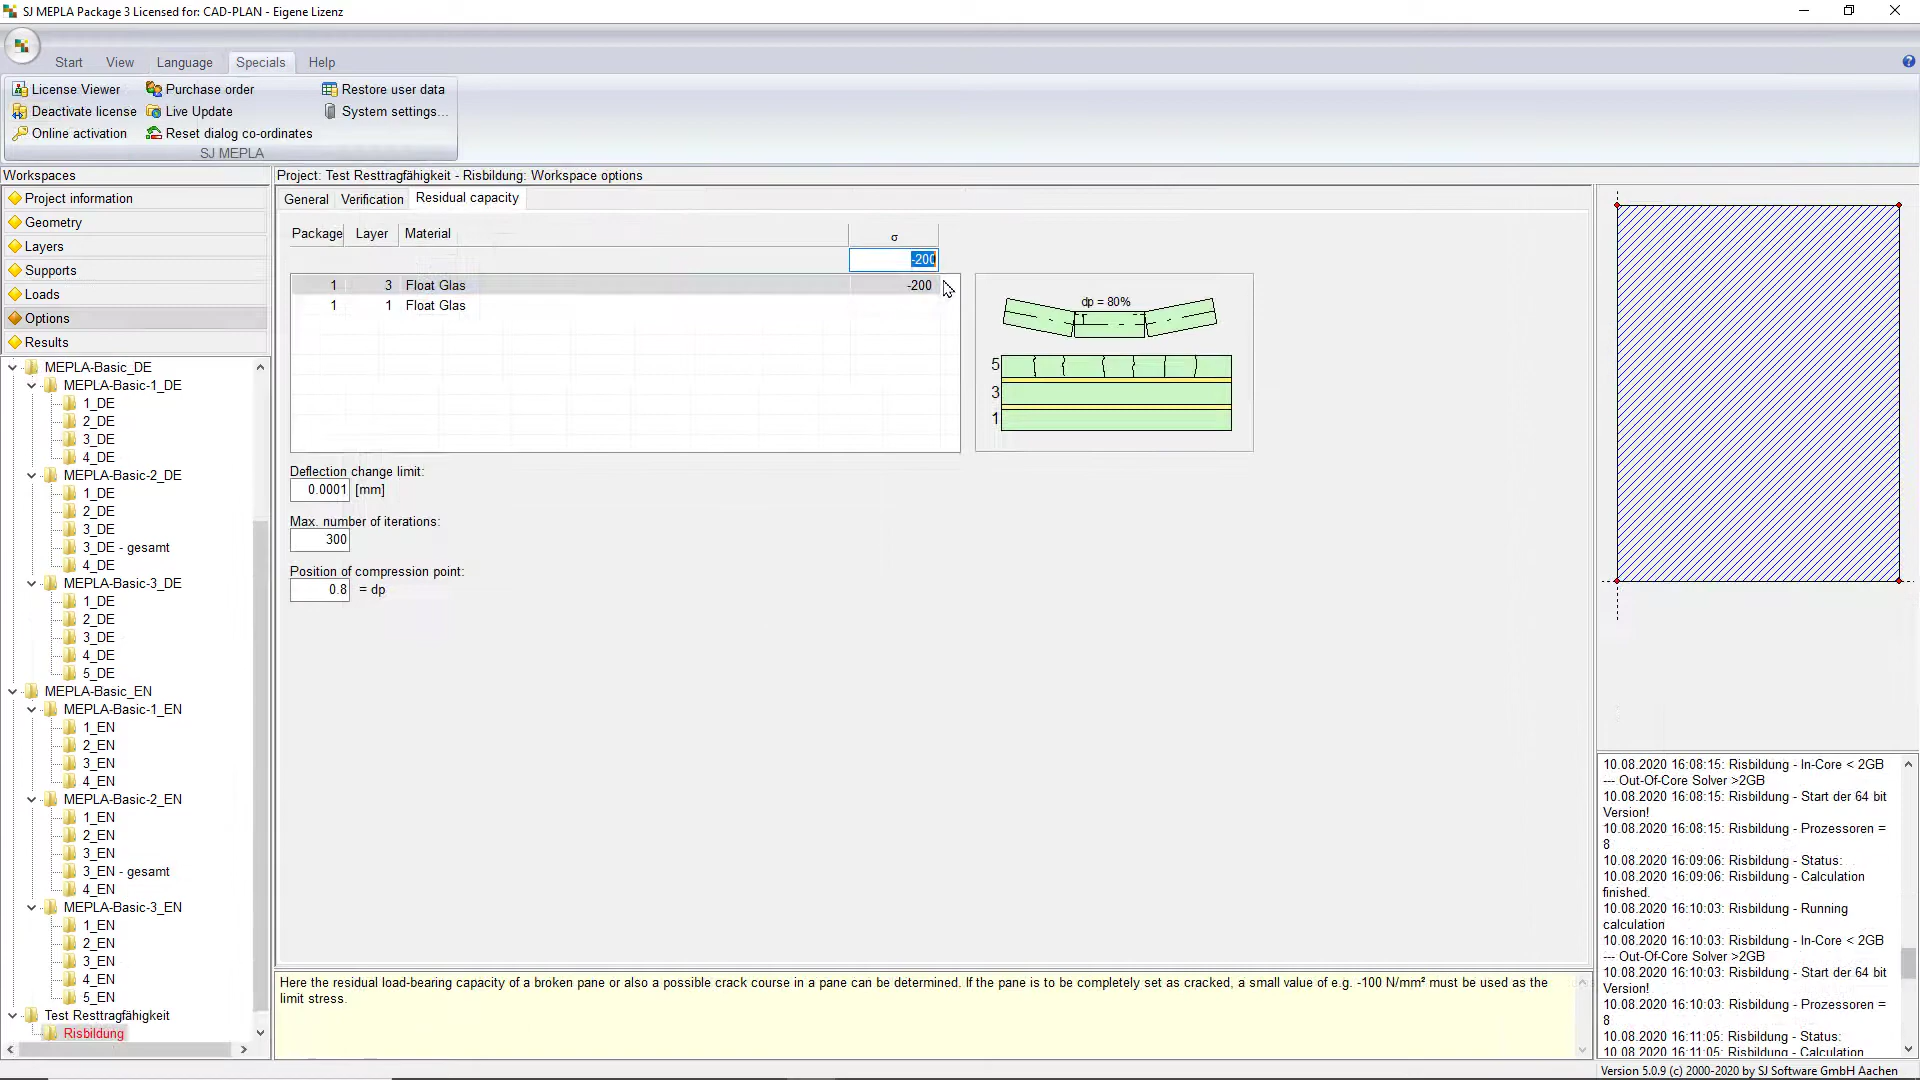 SJ MEPLA Package 3 Licensed for: CAD-PLAN - Eigene Lizenz
Start View Language Specials Help
License Viewer Purchase order Restore user data
Deactivate license Live Update System settings...
Online activation Reset dialog co-ordinates
SJ MEPLA
Workspaces
Project information
Geometry
Layers
Supports
Loads
Options
Results
MEPLA-Basic_DE
MEPLA-Basic-1_DE
1_DE
2_DE
3_DE
4_DE
MEPLA-Basic-2_DE
1_DE
2_DE
3_DE
3_DE - gesamt
4_DE
MEPLA-Basic-3_DE
1_DE
2_DE
3_DE
4_DE
5_DE
MEPLA-Basic_EN
MEPLA-Basic-1_EN
1_EN
2_EN
3_EN
4_EN
MEPLA-Basic-2_EN
1_EN
2_EN
3_EN
3_EN - gesamt
4_EN
MEPLA-Basic-3_EN
1_EN
2_EN
3_EN
4_EN
5_EN
Test Resttragfähigkeit
Risbildung
Project: Test Resttragfähigkeit - Risbildung: Workspace options
General Verification Residual capacity
Package Layer Material σ
-200
1 3 Float Glas -200
1 1 Float Glas
dp = 80%
5
3
1
Deflection change limit:
0.0001 [mm]
Max. number of iterations:
300
Position of compression point:
0.8 = dp
Here the residual load-bearing capacity of a broken pane or also a possible crack course in a pane can be determined. If the pane is to be completely set as cracked, a small value of e.g. -100 N/mm² must be used as the
limit stress.
10.08.2020 16:08:15: Risbildung - In-Core < 2GB
--- Out-Of-Core Solver >2GB
10.08.2020 16:08:15: Risbildung - Start der 64 bit
Version!
10.08.2020 16:08:15: Risbildung - Prozessoren =
8
10.08.2020 16:09:06: Risbildung - Status:
10.08.2020 16:09:06: Risbildung - Calculation
finished.
10.08.2020 16:10:03: Risbildung - Running
calculation
10.08.2020 16:10:03: Risbildung - In-Core < 2GB
--- Out-Of-Core Solver >2GB
10.08.2020 16:10:03: Risbildung - Start der 64 bit
Version!
10.08.2020 16:10:03: Risbildung - Prozessoren =
8
10.08.2020 16:11:05: Risbildung - Status:
10.08.2020 16:11:05: Risbildung - Calculation
Version 5.0.9 (c) 2000-2020 by SJ Software GmbH Aachen